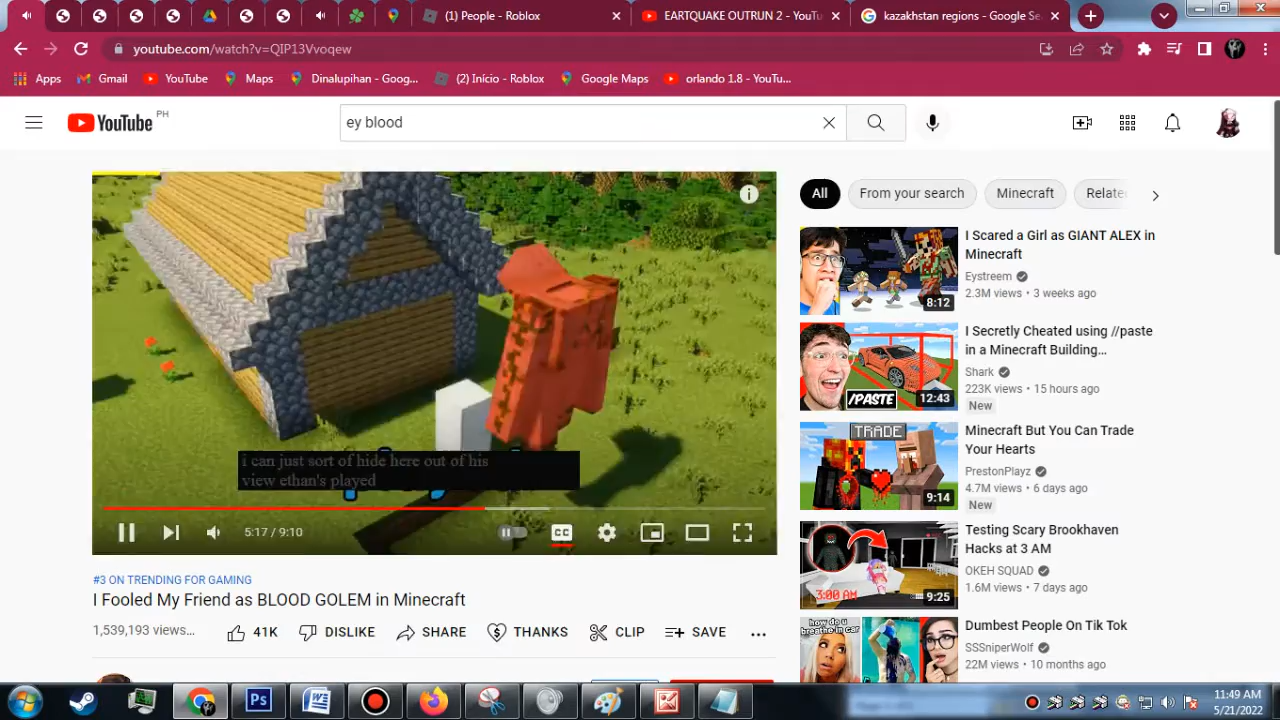 (1) People - Roblox
EARTQUAKE OUTRUN 2 - YouTu
kazakhstan regions - Google Se
youtube.com/watch?v=QIP13Vvoqew
Apps
Gmail
YouTube
Maps
Dinalupihan - Goog...
(2) Início - Roblox
Google Maps
orlando 1.8 - YouTu...
YouTube PH
ey blood
All
From your search
Minecraft
Relate
i can just sort of hide here out of his
view ethan's played
5:17 / 9:10
CC
#3 ON TRENDING FOR GAMING
I Fooled My Friend as BLOOD GOLEM in Minecraft
1,539,193 views...
41K
DISLIKE
SHARE
THANKS
CLIP
SAVE
I Scared a Girl as GIANT ALEX in
Minecraft
Eystreem
2.3M views • 3 weeks ago
8:12
I Secretly Cheated using //paste
in a Minecraft Building...
Shark
223K views • 15 hours ago
New
/PASTE
12:43
Minecraft But You Can Trade
Your Hearts
PrestonPlayz
4.7M views • 6 days ago
New
TRADE
9:14
Testing Scary Brookhaven
Hacks at 3 AM
OKEH SQUAD
1.6M views • 7 days ago
3:00 AM
9:25
Dumbest People On Tik Tok
SSSniperWolf
22M views • 10 months ago
how do u
breathe in car
Ps
11:49 AM
5/21/2022